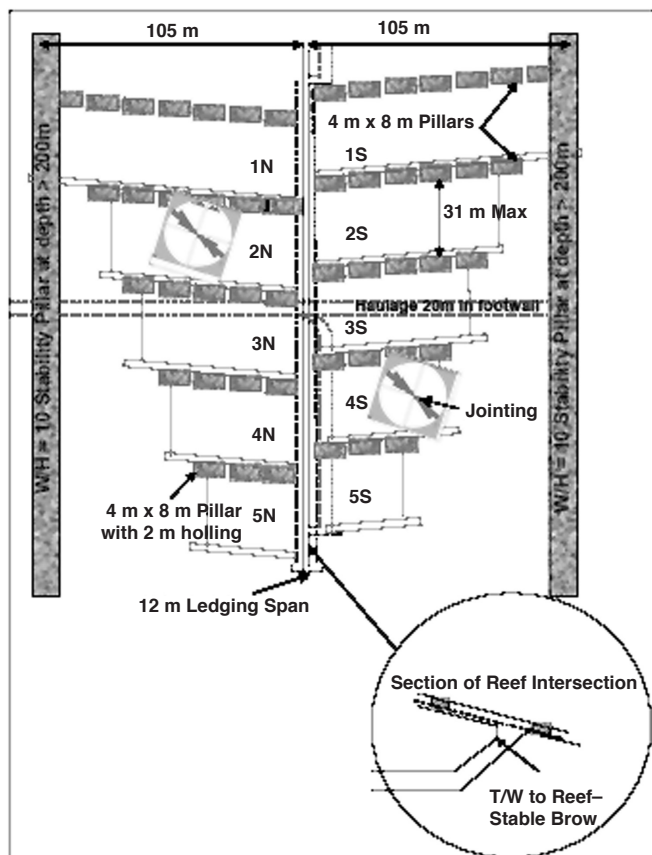 105 m
105 m
4 m x 8 m Pillars
1N
1S
31 m Max
2N
2S
Haulage 20m in footwall
3N
3S
4N
4S
Jointing
4 m x 8 m Pillar
with 2 m holling
5N
5S
12 m Ledging Span
W/H = 10 Stability Pillar at depth > 200m
W/H = 10 Stability Pillar at depth > 200m
Section of Reef Intersection
T/W to Reef–
Stable Brow